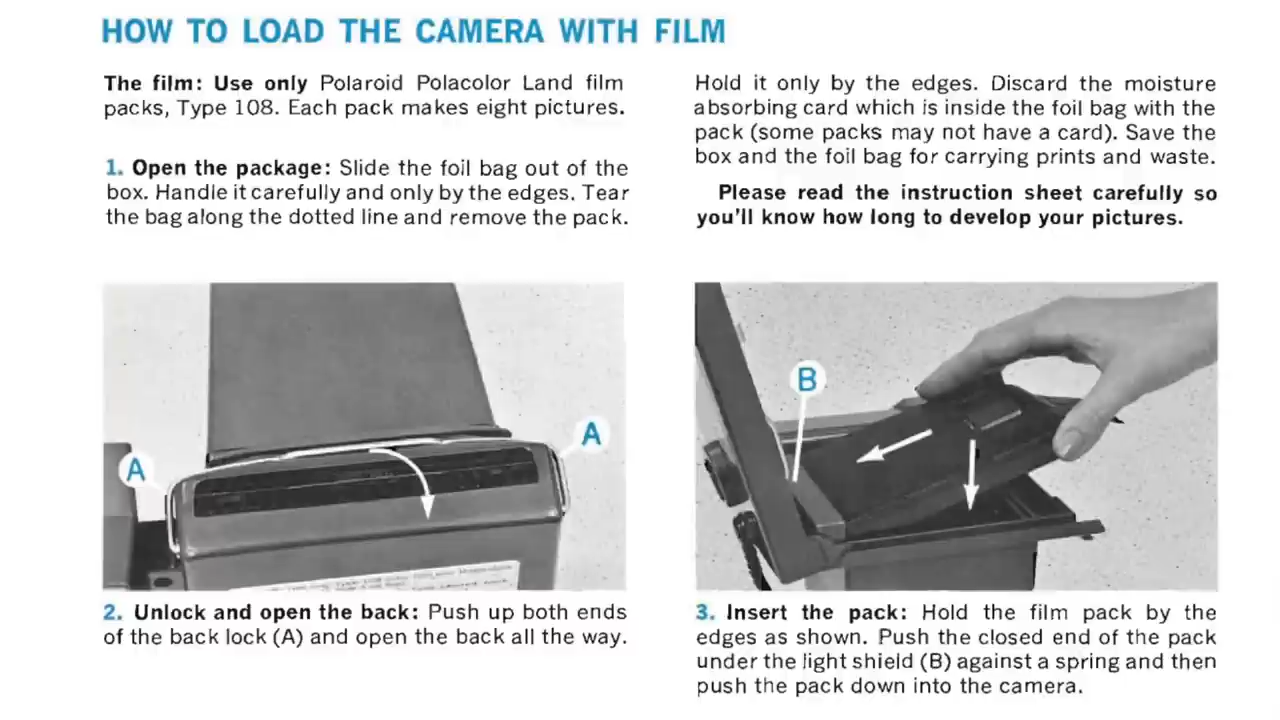 HOW TO LOAD THE CAMERA WITH FILM
The film: Use only Polaroid Polacolor Land film
packs, Type 108. Each pack makes eight pictures.
1. Open the package: Slide the foil bag out of the
box. Handle it carefully and only by the edges. Tear
the bag along the dotted line and remove the pack.
Hold it only by the edges. Discard the moisture
absorbing card which is inside the foil bag with the
pack (some packs may not have a card). Save the
box and the foil bag for carrying prints and waste.
Please read the instruction sheet carefully so
you'll know how long to develop your pictures.
A
A
2. Unlock and open the back: Push up both ends
of the back lock (A) and open the back all the way.
B
3. Insert the pack: Hold the film pack by the
edges as shown. Push the closed end of the pack
under the light shield (B) against a spring and then
push the pack down into the camera.